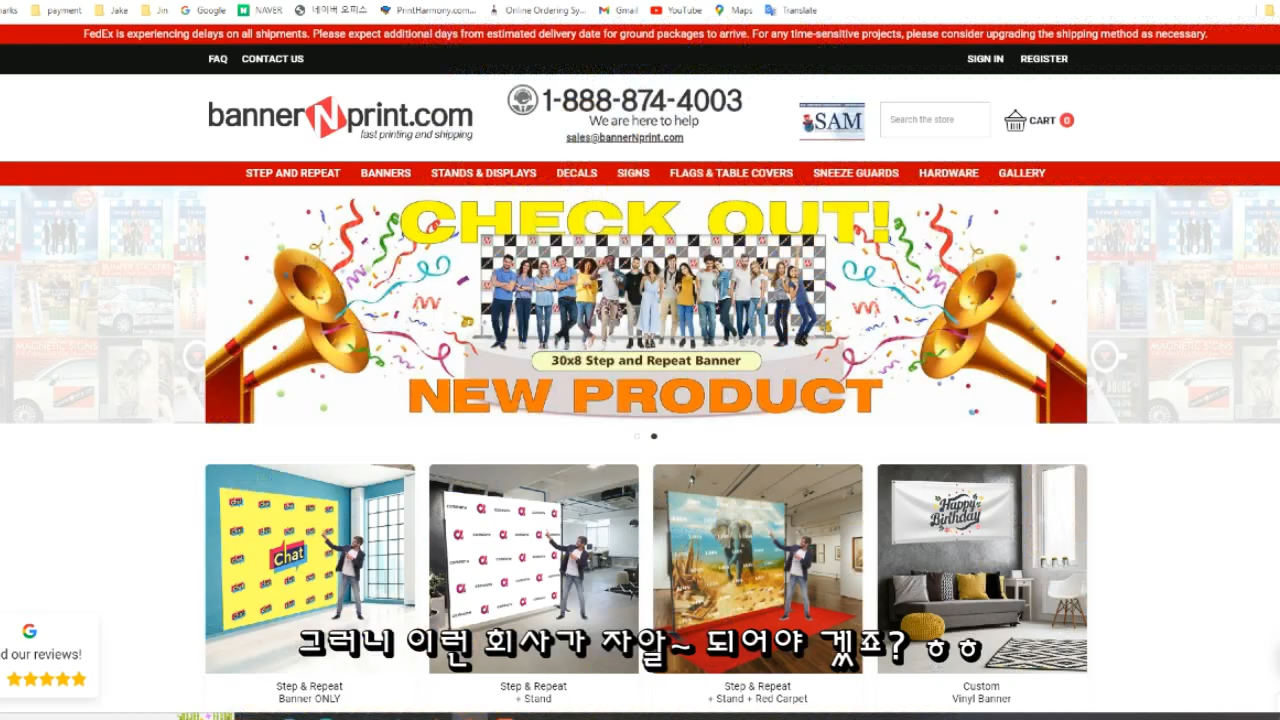 payment
Jake
Jin
Google
NAVER
네이버 오피스
PrintHarmony.com...
Online Ordering Sy...
Gmail
YouTube
Maps
Translate
FedEx is experiencing delays on all shipments. Please expect additional days from estimated delivery date for ground packages to arrive. For any time-sensitive projects, please consider upgrading the shipping method as necessary.
FAQ
CONTACT US
SIGN IN
REGISTER
bannerNprint.com
fast printing and shipping
1-888-874-4003
We are here to help
sales@bannerNprint.com
SAM
Search the store
CART 0
STEP AND REPEAT
BANNERS
STANDS & DISPLAYS
DECALS
SIGNS
FLAGS & TABLE COVERS
SNEEZE GUARDS
HARDWARE
GALLERY
CHECK OUT!
30x8 Step and Repeat Banner
NEW PRODUCT
MAGNETIC SIGNS
MAGNETIC SIGNS
Chat
Happy
Birthday
d our reviews!
그러니 이런 회사가 자알~ 되어야 겠죠? ㅎㅎ
Step & Repeat
Banner ONLY
Step & Repeat
+ Stand
Step & Repeat
+ Stand + Red Carpet
Custom
Vinyl Banner